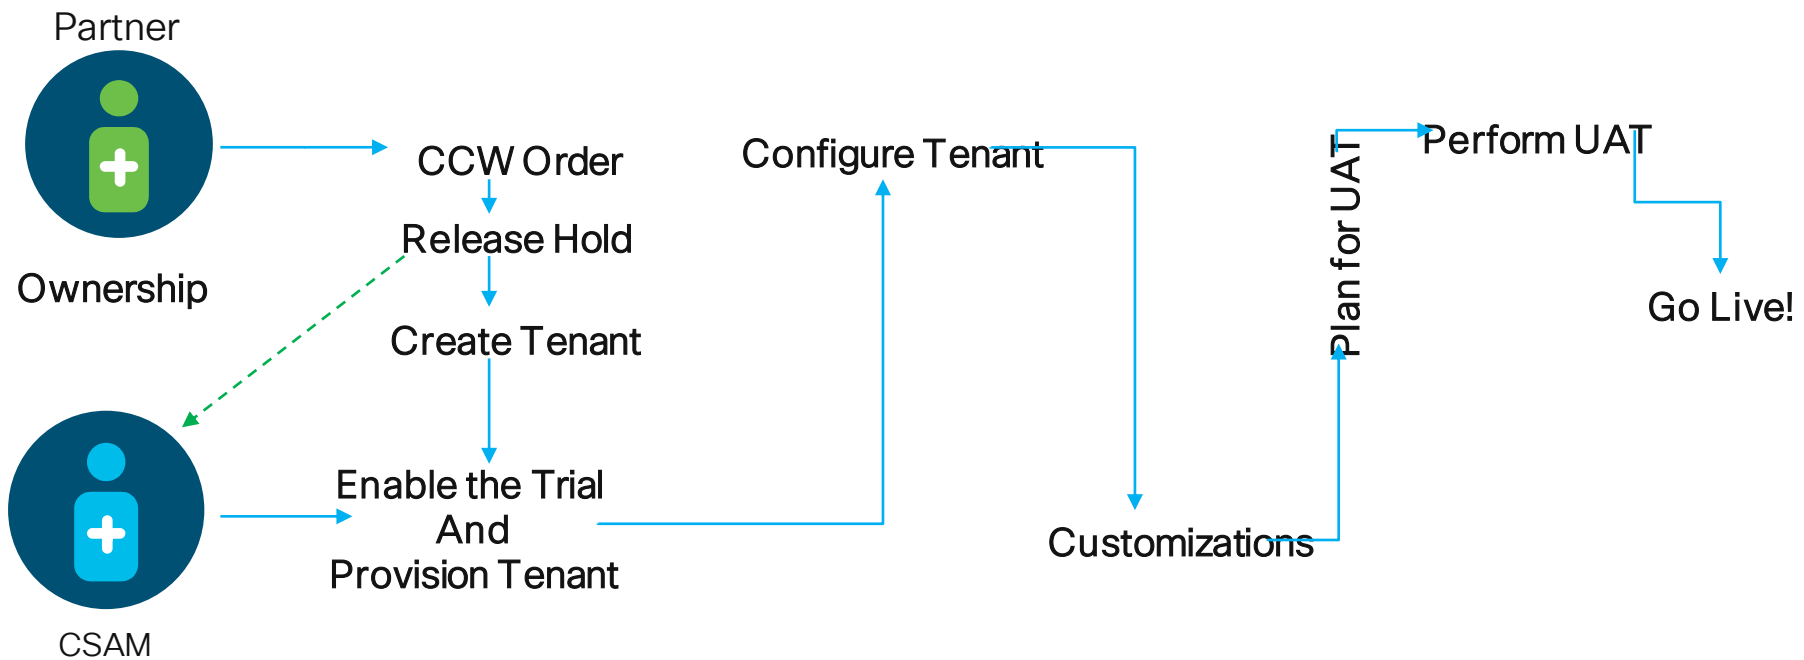 Partner
CCW Order
Release Hold
Ownership
Create Tenant
Enable the Trial
And
Provision Tenant
CSAM
Configure Tenant
Customizations
Plan for UAT
Perform UAT
Go Live!